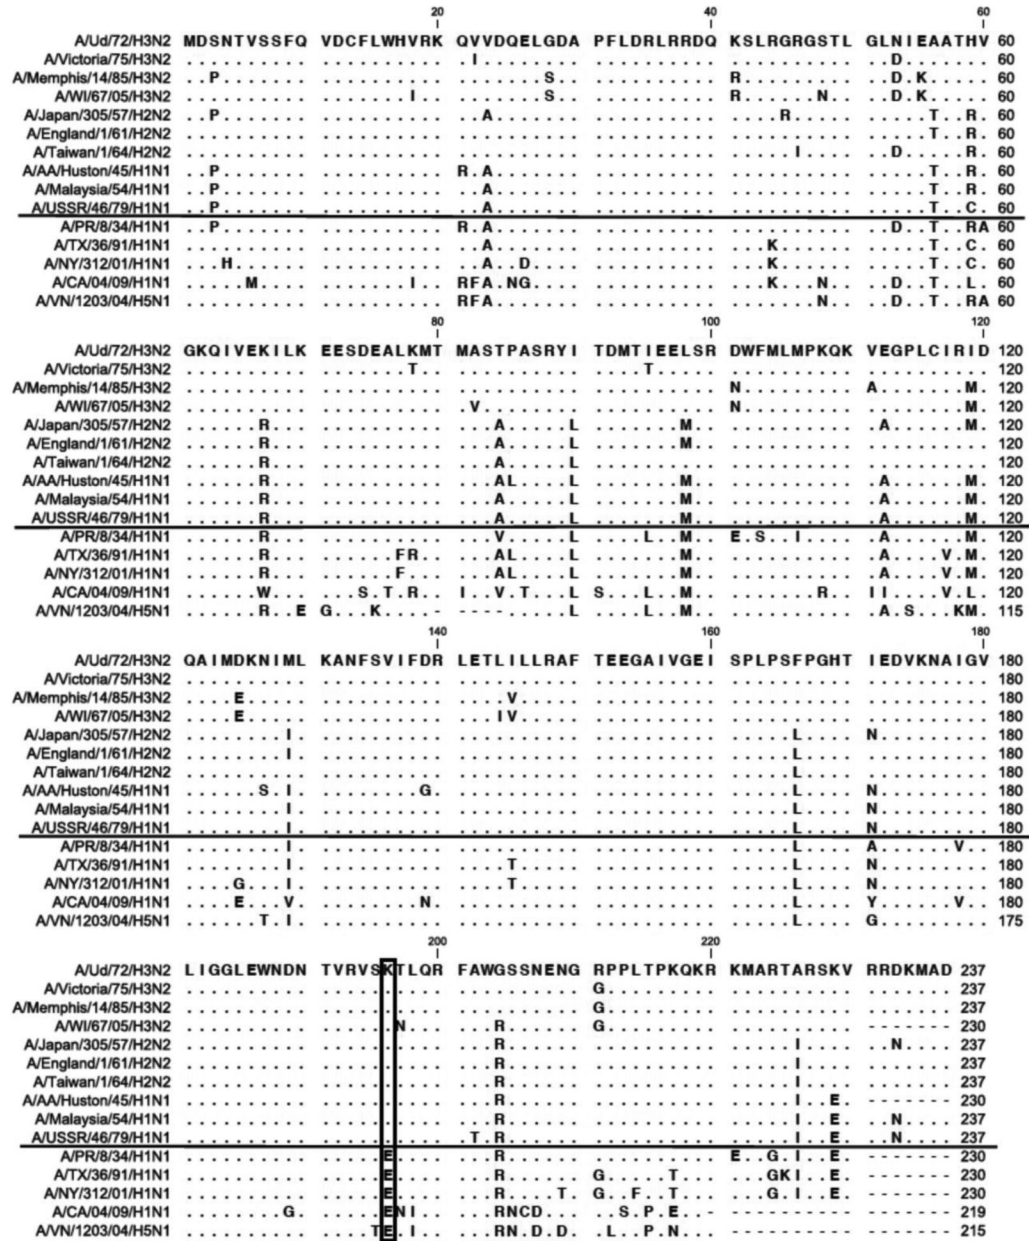 20 40 60
A/Ud/72/H3N2 MDSNTVSSFQ VDCFLWHVRK QVVDQELGDA PFLDRLRRDQ KSLRGRGSTL GLNIEAATHV 60
A/Victoria/75/H3N2 .......... .......... .I........ .......... .......... ..D....... 60
A/Memphis/14/85/H3N2 ..P....... .......... .......S.. .......... R......... ..D.K..... 60
A/WI/67/05/H3N2 .......... .......I.. .......S.. .......... R......N.. ..D.K..... 60
A/Japan/305/57/H2N2 ..P....... .......... ..A....... .......... ....R..... .....T..R. 60
A/England/1/61/H2N2 .......... .......... .......... .......... .......... .....T..R. 60
A/Taiwan/1/64/H2N2 .......... .......... .......... .......... .....I.... ..D.....R. 60
A/AA/Huston/45/H1N1 ..P....... .......... R.A....... .......... .......... .....T..R. 60
A/Malaysia/54/H1N1 ..P....... .......... ..A....... .......... .......... .....T..R. 60
A/USSR/46/79/H1N1 ..P....... .......... ..A....... .......... .......... .....T..C. 60
A/PR/8/34/H1N1 ..P....... .......... R.A....... .......... .......... ..D..T..RA 60
A/TX/36/91/H1N1 .......... .......... ..A....... .......... ...K...... .....T..C. 60
A/NY/312/01/H1N1 ...H...... .......... ..A..D.... .......... ...K...... .....T..C. 60
A/CA/04/09/H1N1 .....M.... .......I.. RFA.NG.... .......... ...K...N.. ..D..T..L. 60
A/VN/1203/04/H5N1 .......... .......... RFA....... .......... .......N.. ..D..T..RA 60
80 100 120
A/Ud/72/H3N2 GKQIVEKILK EESDEALKMT MASTPASRYI TDMTIEELSR DWFMLMPKQK VEGPLCIRID 120
A/Victoria/75/H3N2 .......... .......T.. .......... ....T..... .......... .......... 120
A/Memphis/14/85/H3N2 .......... .......... .......... .......... N......... A.......M. 120
A/WI/67/05/H3N2 .......... .......... .V........ .......... N......... ........M. 120
A/Japan/305/57/H2N2 ......R... .......... ...A.....L .......M.. .......... .A......M. 120
A/England/1/61/H2N2 ......R... .......... ...A.....L .......M.. .......... .......... 120
A/Taiwan/1/64/H2N2 ......R... .......... ...A.....L .......... .......... .......... 120
A/AA/Huston/45/H1N1 ......R... .......... ...AL....L .......M.. .......... .A......M. 120
A/Malaysia/54/H1N1 ......R... .......... ...A.....L .......M.. .......... .A......M. 120
A/USSR/46/79/H1N1 ......R... .......... ...A.....L .......M.. .......... .A......M. 120
A/PR/8/34/H1N1 ......R... .......... ...V.....L ....L..M.. E.S..I.... .A......M. 120
A/TX/36/91/H1N1 ......R... ......FR.. ...AL....L .......M.. .......... .A....V.M. 120
A/NY/312/01/H1N1 ......R... ......F... ...AL....L .......M.. .......... .A....V.M. 120
A/CA/04/09/H1N1 ......W... ...S.T.R.. I..V.T...L S...L..M.. .......R.. II....V.L. 120
A/VN/1203/04/H5N1 ......R..E G...K....- ----.....L ....L..M.. .......... .A.S...KM. 115
140 160 180
A/Ud/72/H3N2 QAIMDKNIML KANFSVIFDR LETLILLRAF TEEGAIVGEI SPLPSFPGHT IEDVKNAIGV 180
A/Victoria/75/H3N2 .......... .......... .......... .......... .......... .......... 180
A/Memphis/14/85/H3N2 ....E..... .......... ....V..... .......... .......... .......... 180
A/WI/67/05/H3N2 ....E..... .......... ...IV..... .......... .......... .......... 180
A/Japan/305/57/H2N2 ........I. .......... .......... .......... .....L.... N......... 180
A/England/1/61/H2N2 ........I. .......... .......... .......... .....L.... .......... 180
A/Taiwan/1/64/H2N2 .......... .......... .......... .......... .....L.... .......... 180
A/AA/Huston/45/H1N1 ......S.I. ........G. .......... .......... .....L.... N......... 180
A/Malaysia/54/H1N1 ........I. .......... .......... .......... .....L.... N......... 180
A/USSR/46/79/H1N1 ........I. .......... .......... .......... .....L.... N......... 180
A/PR/8/34/H1N1 ........I. .......... .......... .......... .....L.... A......V.. 180
A/TX/36/91/H1N1 ........I. .......... ....T..... .......... .....L.... N......... 180
A/NY/312/01/H1N1 ....G...I. .......... ....T..... .......... .....L.... N......... 180
A/CA/04/09/H1N1 ....E...V. ........N. .......... .......... .....L.... Y......V.. 180
A/VN/1203/04/H5N1 ......T.I. .......... .......... .......... .....L.... G......... 175
200 220
A/Ud/72/H3N2 LIGGLEWNDN TVRVSKTLQR FAWGSSNENG RPPLTPKQKR KMARTARSKV RRDKMAD 237
A/Victoria/75/H3N2 .......... .......... .......... G......... .......... ....... 237
A/Memphis/14/85/H3N2 .......... .......... .......... G......... .......... ....... 237
A/WI/67/05/H3N2 .......... ......N... ...R...... G......... .......... ------- 230
A/Japan/305/57/H2N2 .......... .......... ...R...... .......... .....I.... ..N.... 237
A/England/1/61/H2N2 .......... .......... ...R...... .......... .....I.... ....... 237
A/Taiwan/1/64/H2N2 .......... .......... ...R...... .......... .....I.... ....... 237
A/AA/Huston/45/H1N1 .......... .......... ...R...... .......... .....I..E. ------- 230
A/Malaysia/54/H1N1 .......... .......... ...R...... .......... .....I..E. ..N.... 237
A/USSR/46/79/H1N1 .......... .......... .T.R...... .......... .....I..E. ..N.... 237
A/PR/8/34/H1N1 .......... .....E.... ...R...... .......... E..G.I..E. ------- 230
A/TX/36/91/H1N1 .......... .....E.... ...R...... G.....T... ...GKI..E. ------- 230
A/NY/312/01/H1N1 .......... .....E.... ...R....T. G..F..T... ...G.I..E. ------- 230
A/CA/04/09/H1N1 ........G. .....ENI.. ...RNCD... ..S.P.E..- ---------- ------- 219
A/VN/1203/04/H5N1 .......... ....TE.I.. ...RN.D.D. .L..P.N... ---------- ------- 215